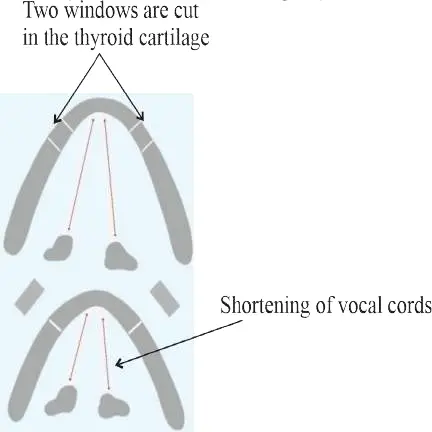 Two windows are cut
in the thyroid cartilage
Shortening of vocal cords